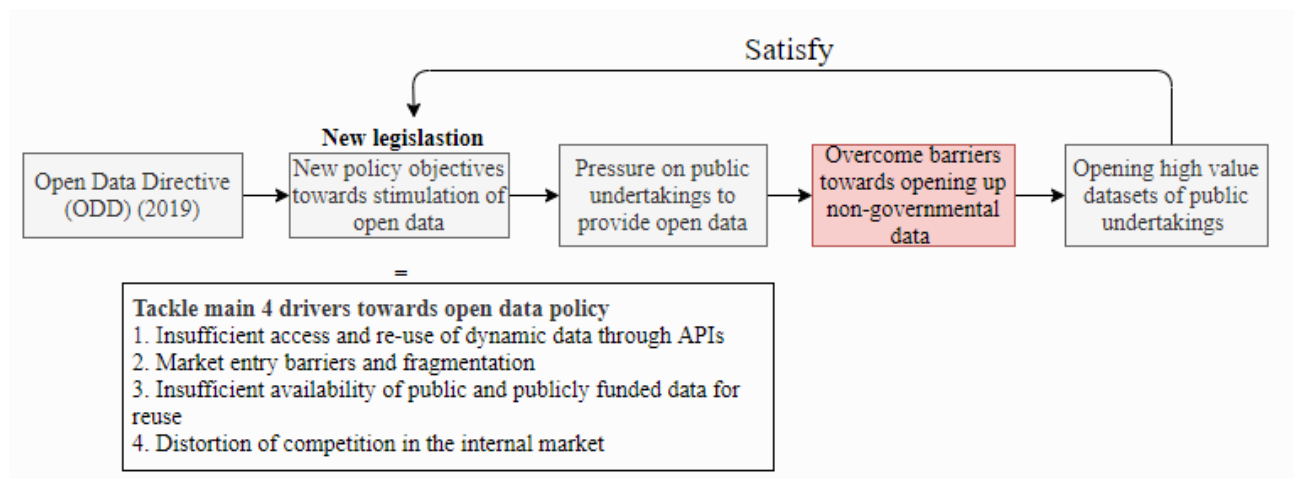 Satisfy
New legislastion
Open Data Directive
(ODD) (2019)
New policy objectives
towards stimulation of
open data
Pressure on public
undertakings to
provide open data
Overcome barriers
towards opening up
non-governmental
data
Opening high value
datasets of public
undertakings
=
Tackle main 4 drivers towards open data policy
1. Insufficient access and re-use of dynamic data through APIs
2. Market entry barriers and fragmentation
3. Insufficient availability of public and publicly funded data for
reuse
4. Distortion of competition in the internal market